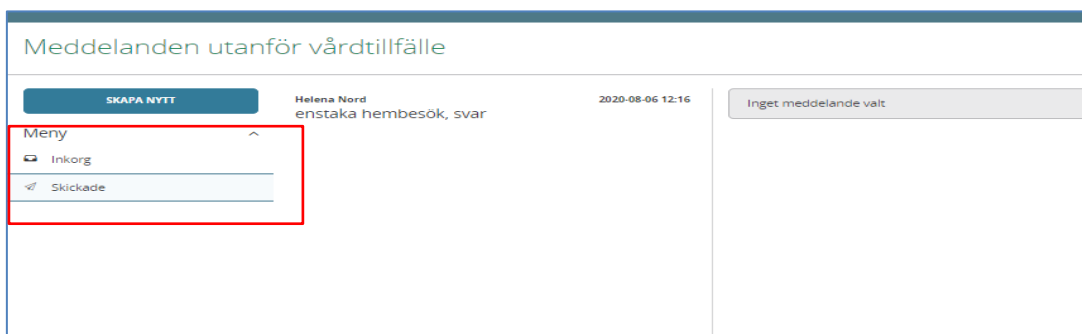 Meddelanden utanför vårdtillfälle
SKAPA NYTT
Meny
Inkorg
Skickade
Helena Nord 2020-08-06 12:16
enstaka hembesök, svar
Inget meddelande valt